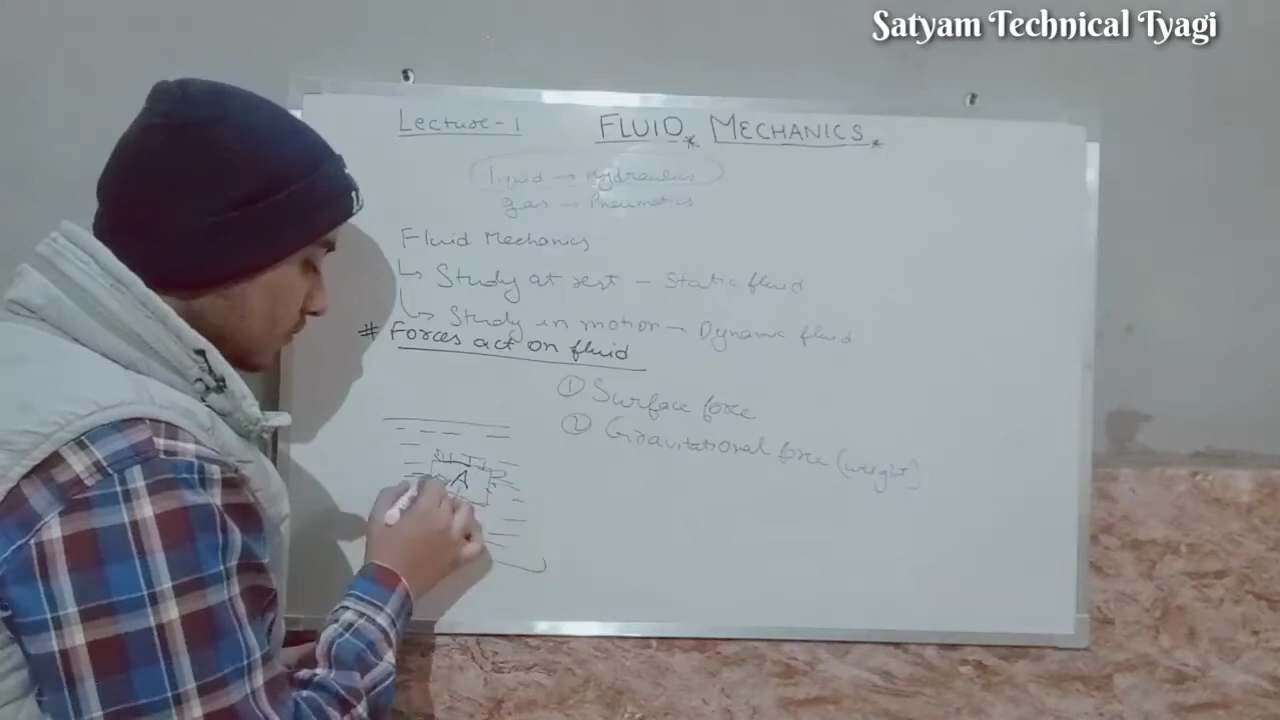 Satyam Technical Tyagi
Lecture-1 FLUID* MECHANICS*
liquid → Hydraulics
gas → Pneumatics
Fluid Mechanics
↳ Study at rest - Static fluid
↳ Study in motion - Dynamic fluid
# Forces act on fluid
① Surface force
② Gravitational force (weight)
A